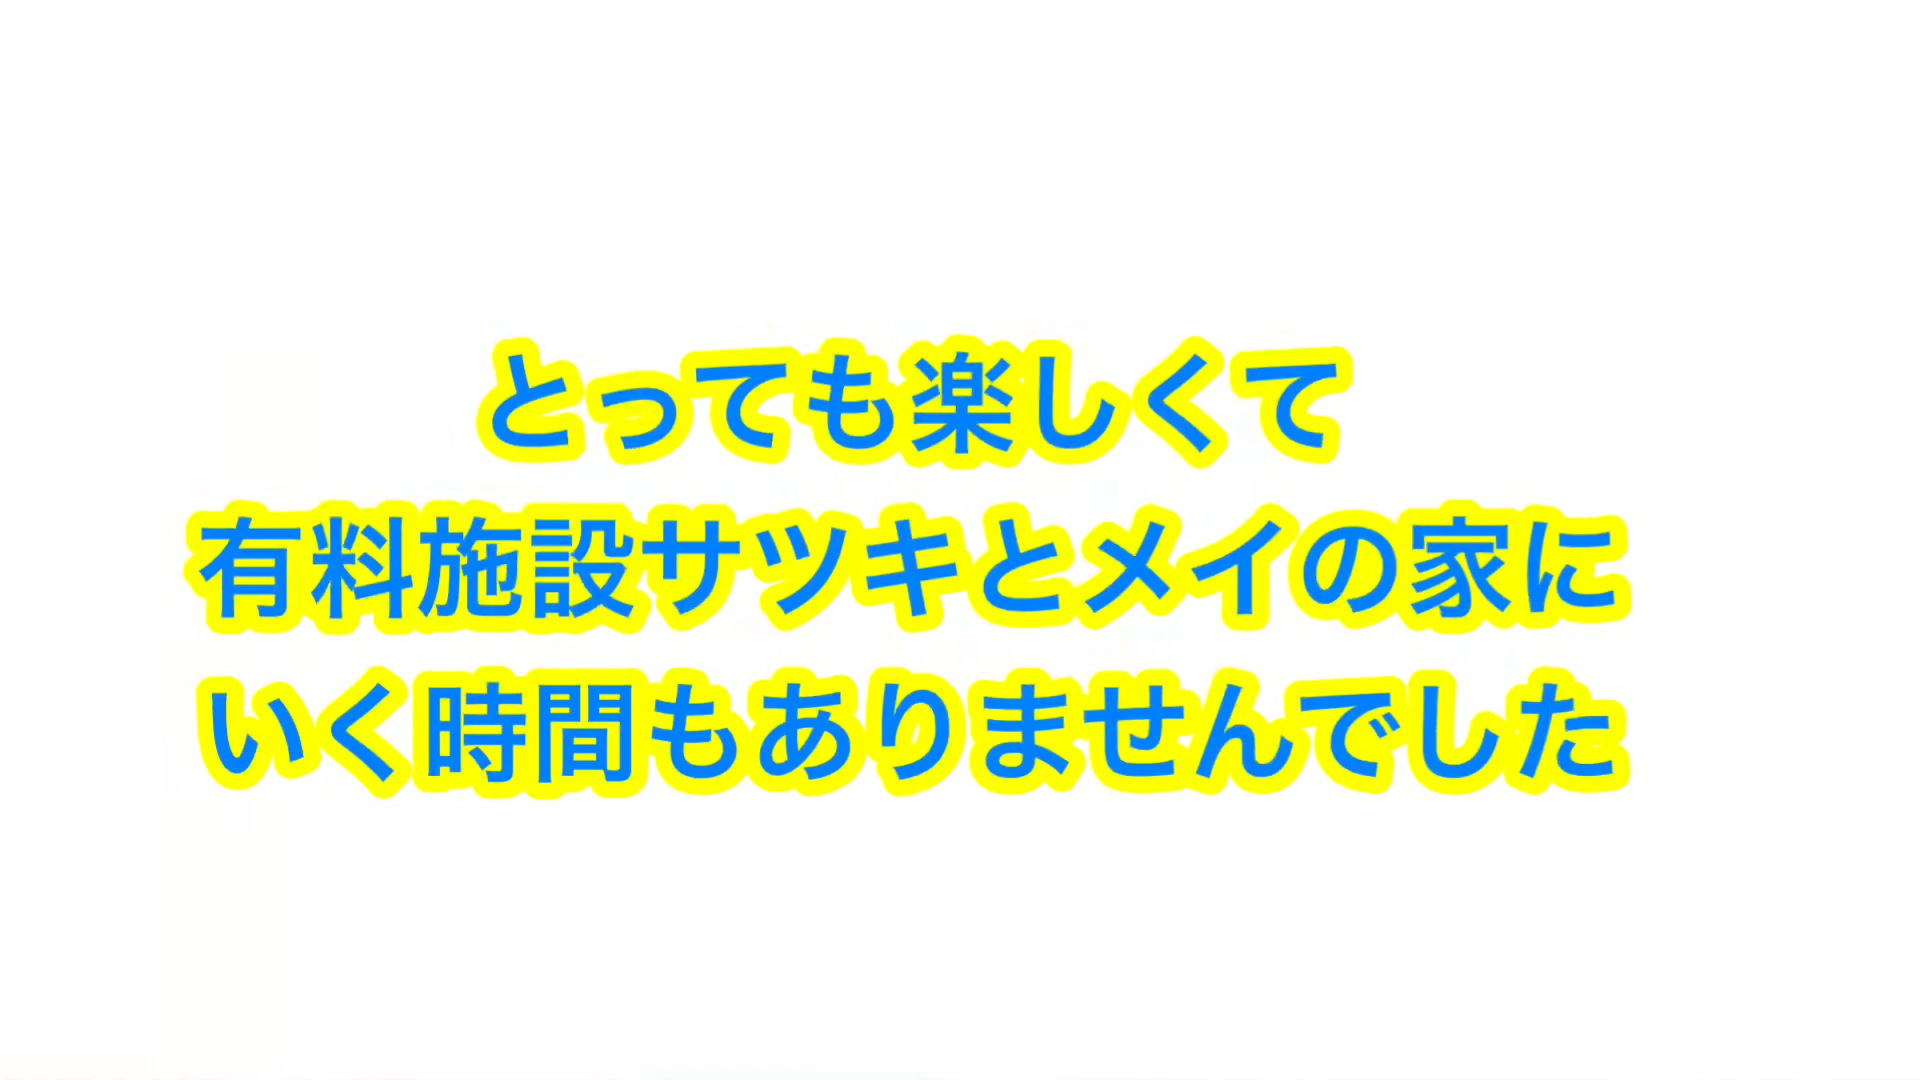 とっても楽しくて
有料施設サツキとメイの家に
いく時間もありませんでした